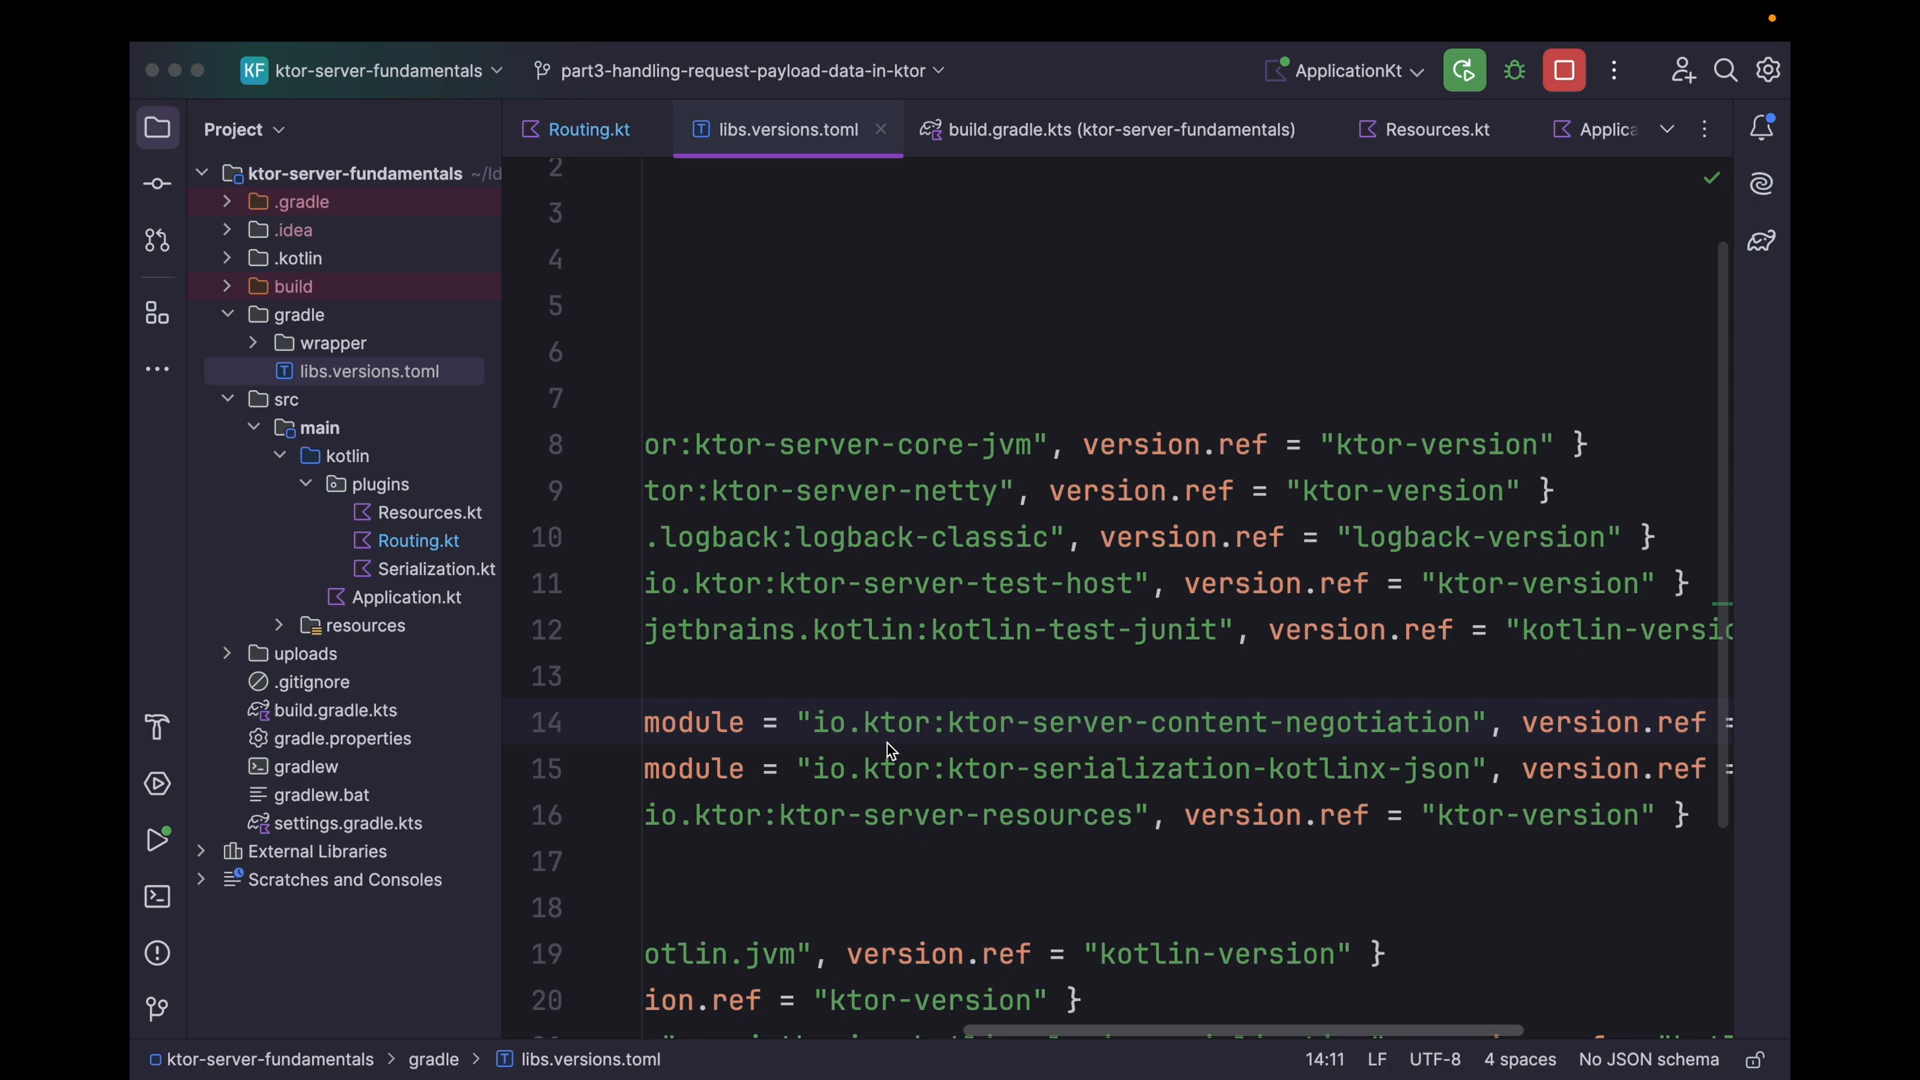 KF ktor-server-fundamentals
part3-handling-request-payload-data-in-ktor
ApplicationKt
Project
Routing.kt
libs.versions.toml
build.gradle.kts (ktor-server-fundamentals)
Resources.kt
Applica
ktor-server-fundamentals ~/Id
.gradle
.idea
.kotlin
build
gradle
wrapper
libs.versions.toml
src
main
kotlin
plugins
Resources.kt
Routing.kt
Serialization.kt
Application.kt
resources
uploads
.gitignore
build.gradle.kts
gradle.properties
gradlew
gradlew.bat
settings.gradle.kts
External Libraries
Scratches and Consoles
2
3
4
5
6
7
8 or:ktor-server-core-jvm", version.ref = "ktor-version" }
9 tor:ktor-server-netty", version.ref = "ktor-version" }
10 .logback:logback-classic", version.ref = "logback-version" }
11 io.ktor:ktor-server-test-host", version.ref = "ktor-version" }
12 jetbrains.kotlin:kotlin-test-junit", version.ref = "kotlin-versio
13
14 module = "io.ktor:ktor-server-content-negotiation", version.ref =
15 module = "io.ktor:ktor-serialization-kotlinx-json", version.ref =
16 io.ktor:ktor-server-resources", version.ref = "ktor-version" }
17
18
19 otlin.jvm", version.ref = "kotlin-version" }
20 ion.ref = "ktor-version" }
ktor-server-fundamentals > gradle > libs.versions.toml
14:11 LF UTF-8 4 spaces No JSON schema